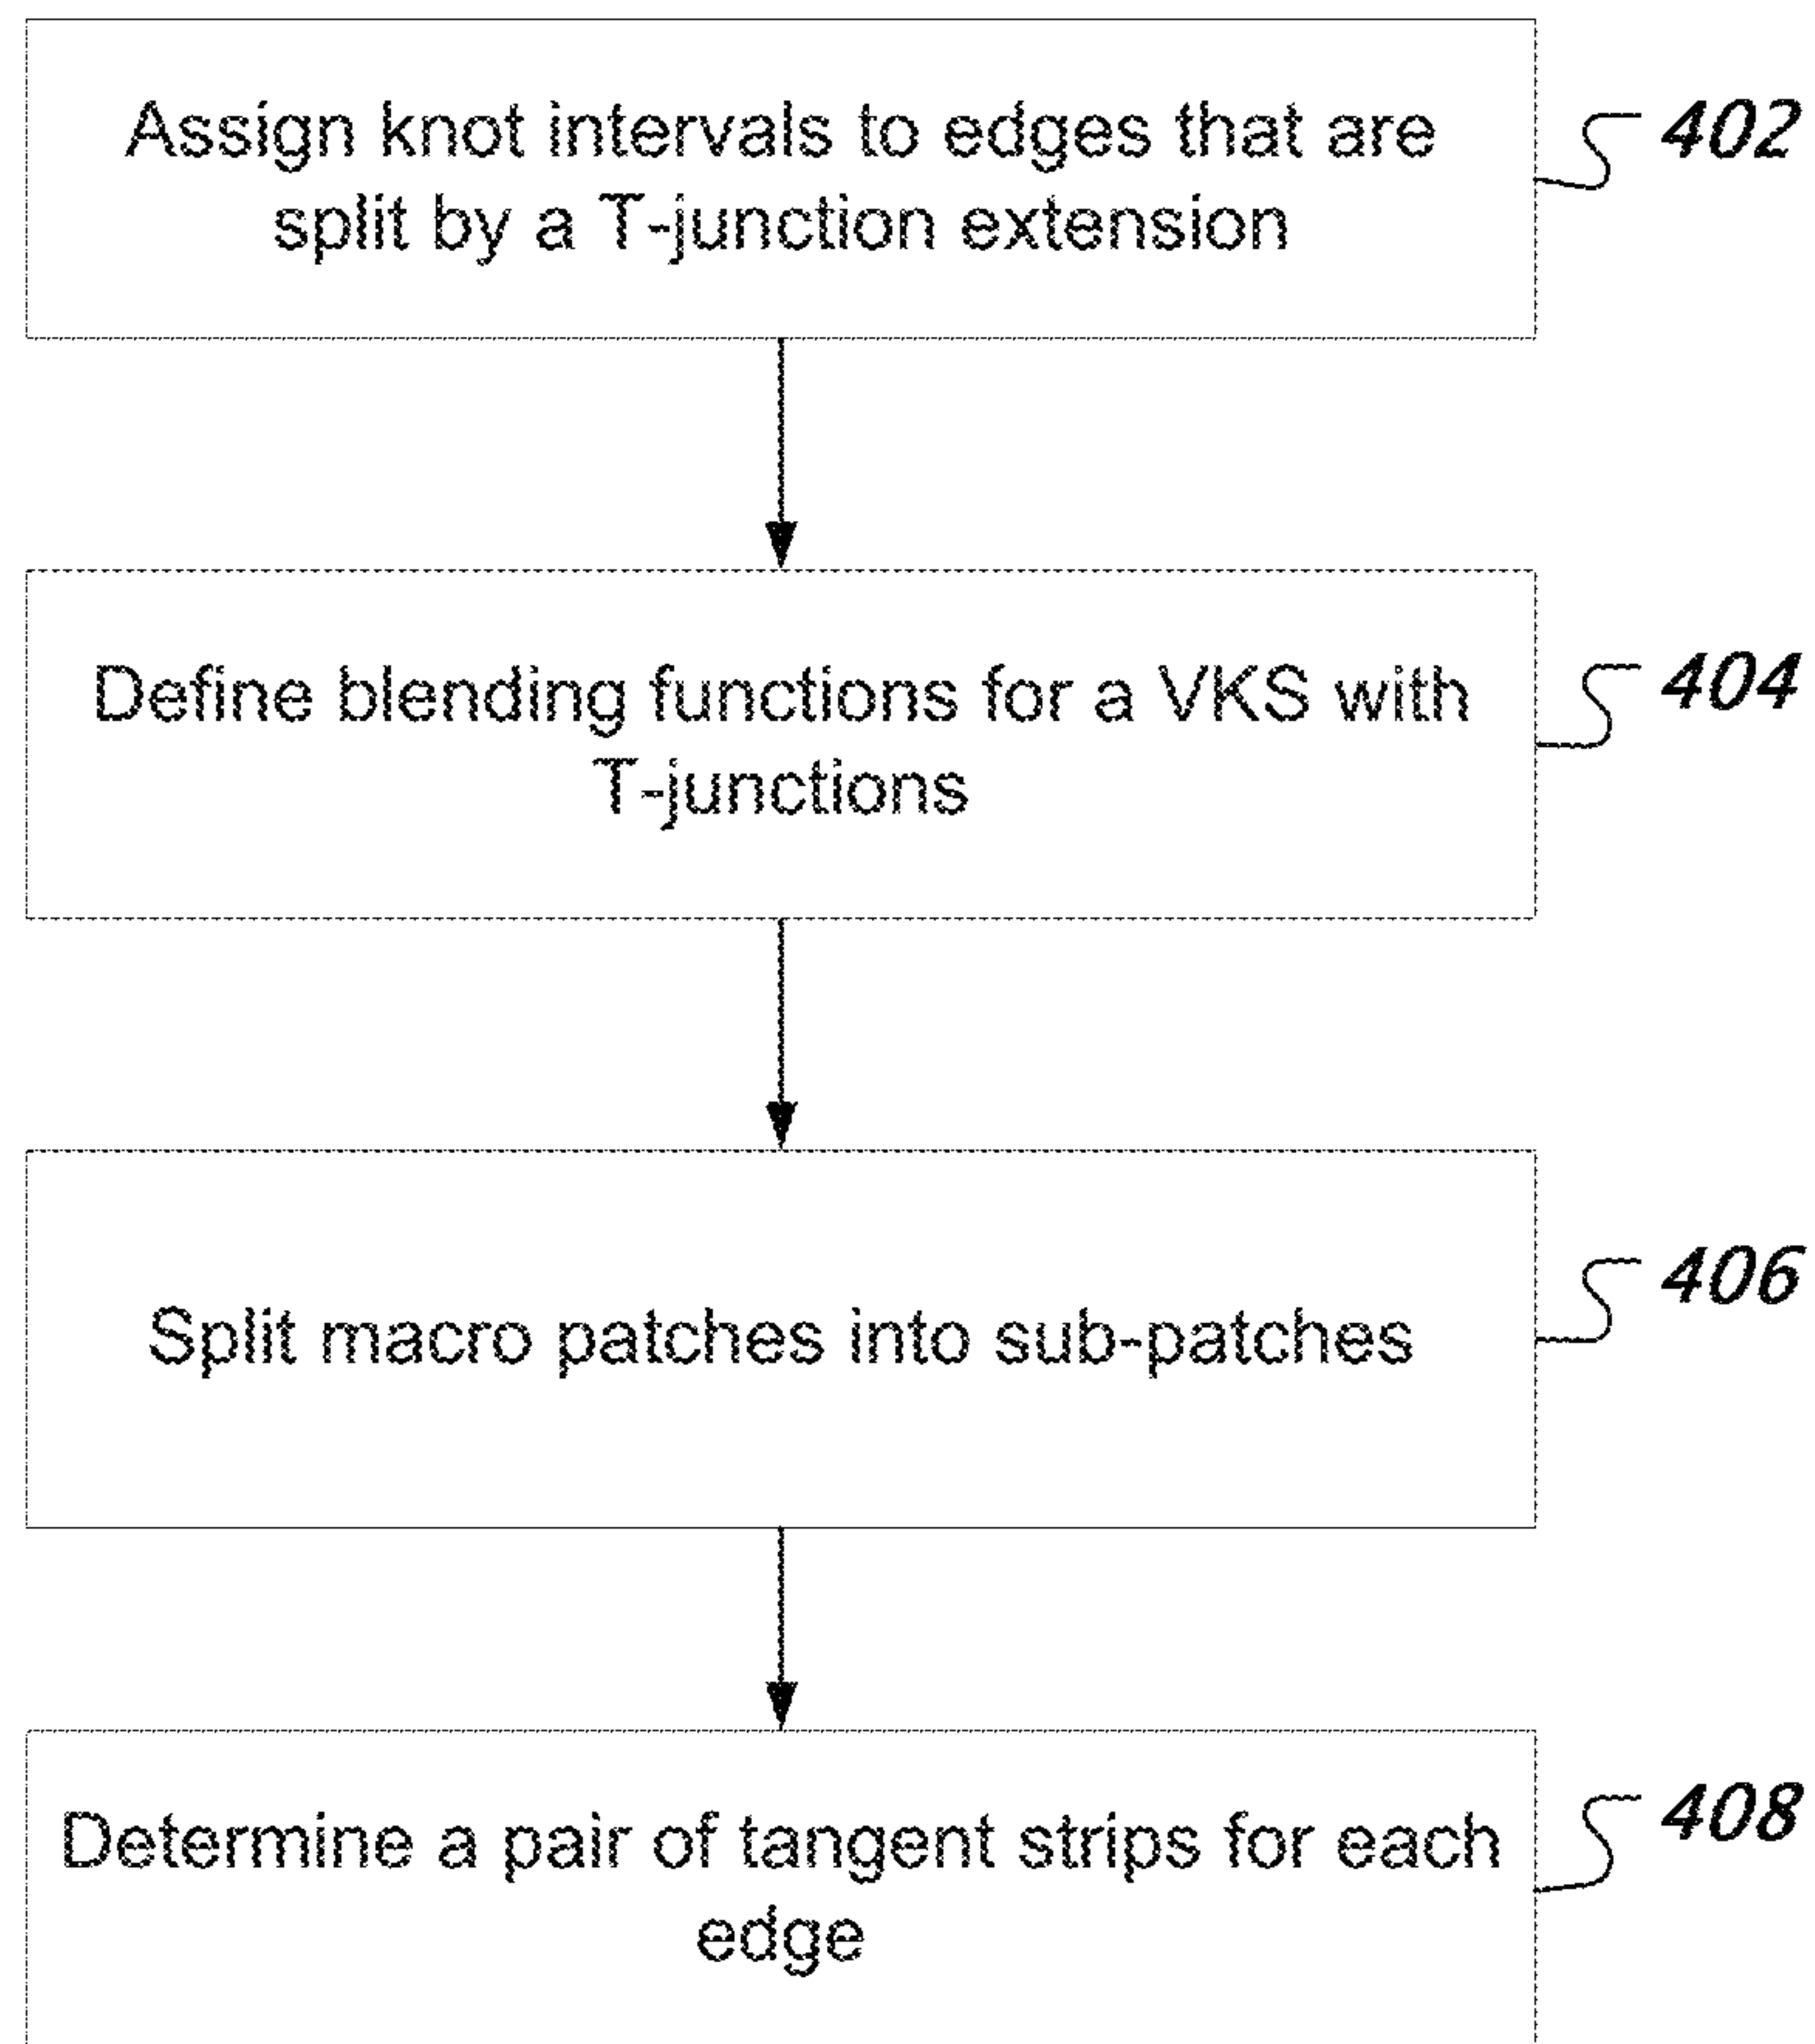 Assign knot intervals to edges that are
split by a T-junction extension
402
Define blending functions for a VKS with
T-junctions
404
Split macro patches into sub-patches
406
Determine a pair of tangent strips for each
edge
408